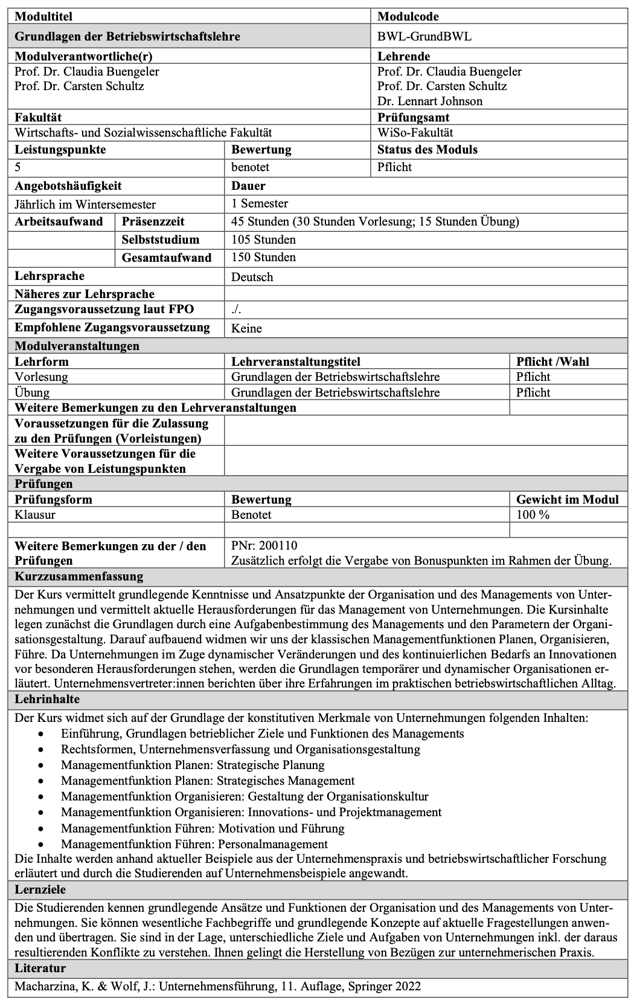 Modultitel Modulcode
Grundlagen der Betriebswirtschaftslehre BWL-GrundBWL
Modulverantwortliche(r) Lehrende
Prof. Dr. Claudia Buengeler Prof. Dr. Claudia Buengeler
Prof. Dr. Carsten Schultz Prof. Dr. Carsten Schultz
Dr. Lennart Johnson
Fakultät Prüfungsamt
Wirtschafts- und Sozialwissenschaftliche Fakultät WiSo-Fakultät
Leistungspunkte Bewertung Status des Moduls
5 benotet Pflicht
Angebotshäufigkeit Dauer
Jährlich im Wintersemester 1 Semester
Arbeitsaufwand Präsenzzeit 45 Stunden (30 Stunden Vorlesung; 15 Stunden Übung)
Selbststudium 105 Stunden
Gesamtaufwand 150 Stunden
Lehrsprache Deutsch
Näheres zur Lehrsprache
Zugangsvoraussetzung laut FPO ./.
Empfohlene Zugangsvoraussetzung Keine
Modulveranstaltungen
Lehrform Lehrveranstaltungstitel Pflicht /Wahl
Vorlesung Grundlagen der Betriebswirtschaftslehre Pflicht
Übung Grundlagen der Betriebswirtschaftslehre Pflicht
Weitere Bemerkungen zu den Lehrveranstaltungen
Voraussetzungen für die Zulassung
zu den Prüfungen (Vorleistungen)
Weitere Voraussetzungen für die
Vergabe von Leistungspunkten
Prüfungen
Prüfungsform Bewertung Gewicht im Modul
Klausur Benotet 100 %
Weitere Bemerkungen zu der / den PNr: 200110
Prüfungen Zusätzlich erfolgt die Vergabe von Bonuspunkten im Rahmen der Übung.
Kurzzusammenfassung
Der Kurs vermittelt grundlegende Kenntnisse und Ansatzpunkte der Organisation und des Managements von Unter-
nehmungen und vermittelt aktuelle Herausforderungen für das Management von Unternehmungen. Die Kursinhalte
legen zunächst die Grundlagen durch eine Aufgabenbestimmung des Managements und den Parametern der Organi-
sationsgestaltung. Darauf aufbauend widmen wir uns der klassischen Managementfunktionen Planen, Organisieren,
Führe. Da Unternehmungen im Zuge dynamischer Veränderungen und des kontinuierlichen Bedarfs an Innovationen
vor besonderen Herausforderungen stehen, werden die Grundlagen temporärer und dynamischer Organisationen er-
läutert. Unternehmensvertreter:innen berichten über ihre Erfahrungen im praktischen betriebswirtschaftlichen Alltag.
Lehrinhalte
Der Kurs widmet sich auf der Grundlage der konstitutiven Merkmale von Unternehmungen folgenden Inhalten:
• Einführung, Grundlagen betrieblicher Ziele und Funktionen des Managements
• Rechtsformen, Unternehmensverfassung und Organisationsgestaltung
• Managementfunktion Planen: Strategische Planung
• Managementfunktion Planen: Strategisches Management
• Managementfunktion Organisieren: Gestaltung der Organisationskultur
• Managementfunktion Organisieren: Innovations- und Projektmanagement
• Managementfunktion Führen: Motivation und Führung
• Managementfunktion Führen: Personalmanagement
Die Inhalte werden anhand aktueller Beispiele aus der Unternehmenspraxis und betriebswirtschaftlicher Forschung
erläutert und durch die Studierenden auf Unternehmensbeispiele angewandt.
Lernziele
Die Studierenden kennen grundlegende Ansätze und Funktionen der Organisation und des Managements von Unter-
nehmungen. Sie können wesentliche Fachbegriffe und grundlegende Konzepte auf aktuelle Fragestellungen anwen-
den und übertragen. Sie sind in der Lage, unterschiedliche Ziele und Aufgaben von Unternehmungen inkl. der daraus
resultierenden Konflikte zu verstehen. Ihnen gelingt die Herstellung von Bezügen zur unternehmerischen Praxis.
Literatur
Macharzina, K. & Wolf, J.: Unternehmensführung, 11. Auflage, Springer 2022